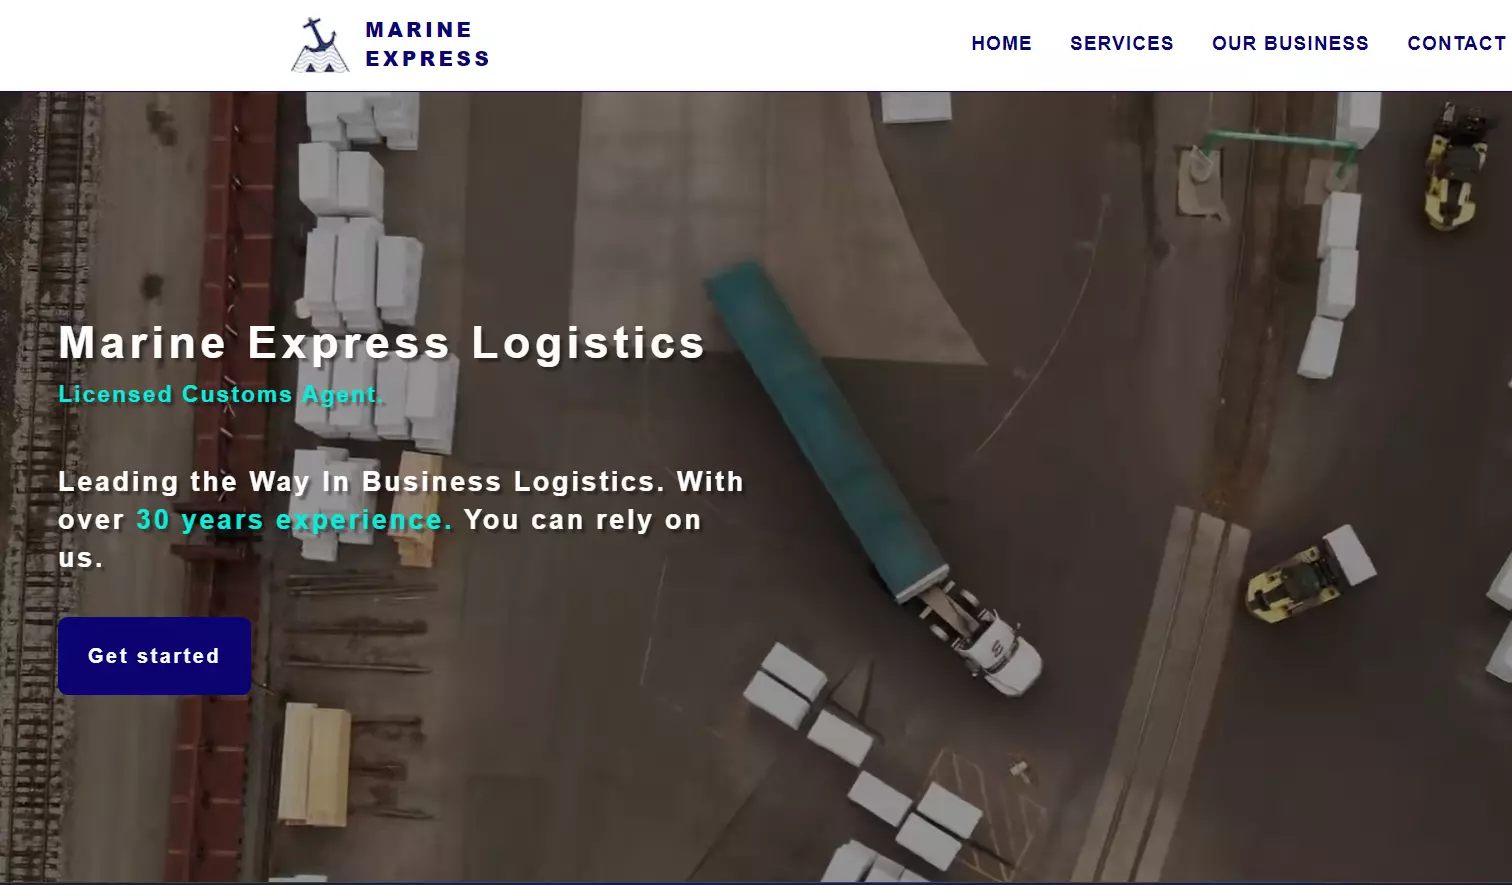 MARINE
EXPRESS
HOME SERVICES OUR BUSINESS CONTACT
Marine Express Logistics
Licensed Customs Agent.
Leading the Way In Business Logistics. With
over 30 years experience. You can rely on
us.
Get started